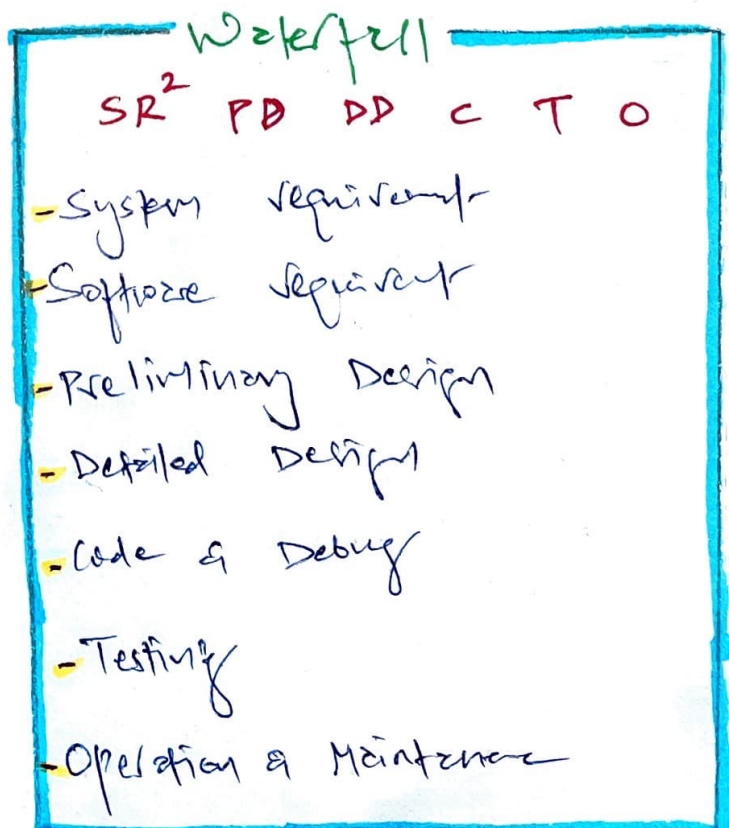 Waterfall
SR² PD DD C T O
- System requirement
- Software requirement
- Preliminary Design
- Detailed Design
- Code & Debug
- Testing
- Operation & Maintenance